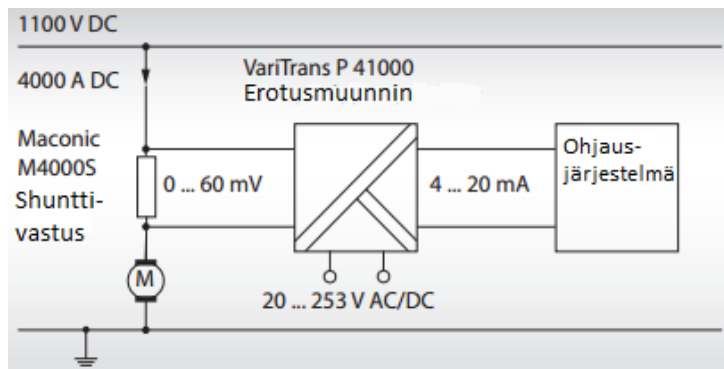 1100 V DC
4000 A DC
VariTrans P 41000
Erotusmuunnin
Maconic
M4000S
Shuntti-
vastus
0 ... 60 mV
4 ... 20 mA
Ohjaus-
järjestelmä
M
20 ... 253 V AC/DC